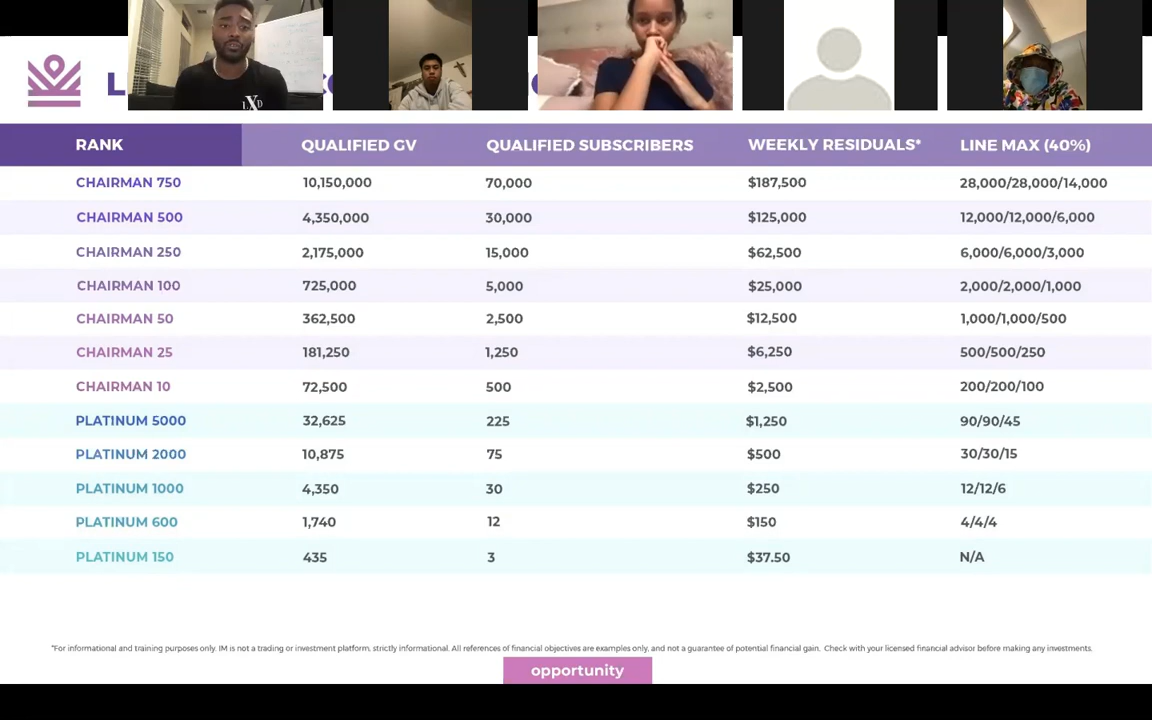 LXD
RANK QUALIFIED GV QUALIFIED SUBSCRIBERS WEEKLY RESIDUALS* LINE MAX (40%)
CHAIRMAN 750 10,150,000 70,000 $187,500 28,000/28,000/14,000
CHAIRMAN 500 4,350,000 30,000 $125,000 12,000/12,000/6,000
CHAIRMAN 250 2,175,000 15,000 $62,500 6,000/6,000/3,000
CHAIRMAN 100 725,000 5,000 $25,000 2,000/2,000/1,000
CHAIRMAN 50 362,500 2,500 $12,500 1,000/1,000/500
CHAIRMAN 25 181,250 1,250 $6,250 500/500/250
CHAIRMAN 10 72,500 500 $2,500 200/200/100
PLATINUM 5000 32,625 225 $1,250 90/90/45
PLATINUM 2000 10,875 75 $500 30/30/15
PLATINUM 1000 4,350 30 $250 12/12/6
PLATINUM 600 1,740 12 $150 4/4/4
PLATINUM 150 435 3 $37.50 N/A
*For informational and training purposes only. IM is not a trading or investment platform, strictly informational. All references of financial objectives are examples only, and not a guarantee of potential financial gain. Check with your licensed financial advisor before making any investments.
opportunity